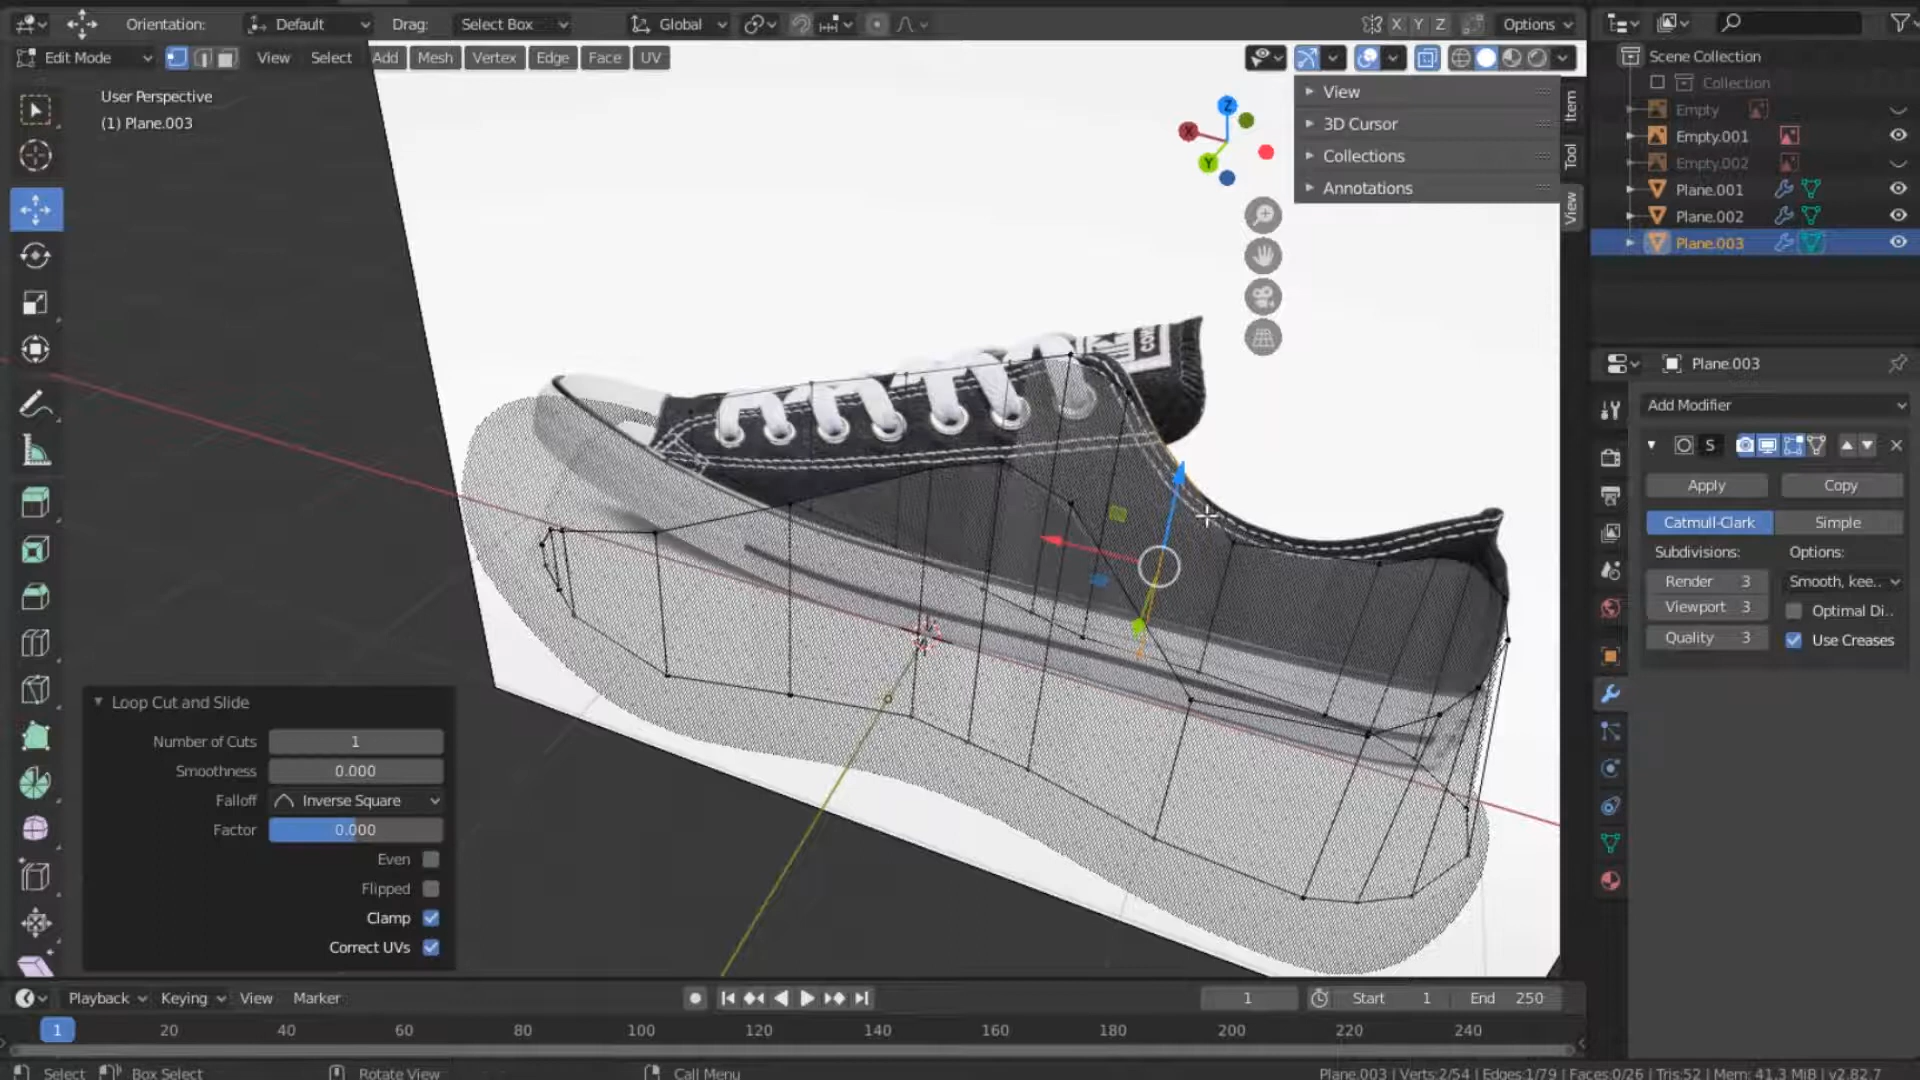 Orientation: Default Drag: Select Box Global X Y Z Options
Edit Mode View Select Add Mesh Vertex Edge Face UV
User Perspective
(1) Plane.003
Z
X
Y
View
3D Cursor
Collections
Annotations
Item
Tool
View
Scene Collection
Collection
Empty
Empty.001
Empty.002
Plane.001
Plane.002
Plane.003
Plane.003
Add Modifier
S
Apply Copy
Catmull-Clark Simple
Subdivisions: Options:
Render 3 Smooth, kee..
Viewport 3 Optimal Di..
Quality 3 Use Creases
Loop Cut and Slide
Number of Cuts 1
Smoothness 0.000
Falloff Inverse Square
Factor 0.000
Even
Flipped
Clamp
Correct UVs
Playback Keying View Marker 1 Start 1 End 250
1 20 40 60 80 100 120 140 160 180 200 220 240
Select Box Select Rotate View Call Menu Plane.003 | Verts:2/54 | Edges:1/79 | Faces:0/26 | Tris:52 | Mem: 41.3 MiB | v2.82.7